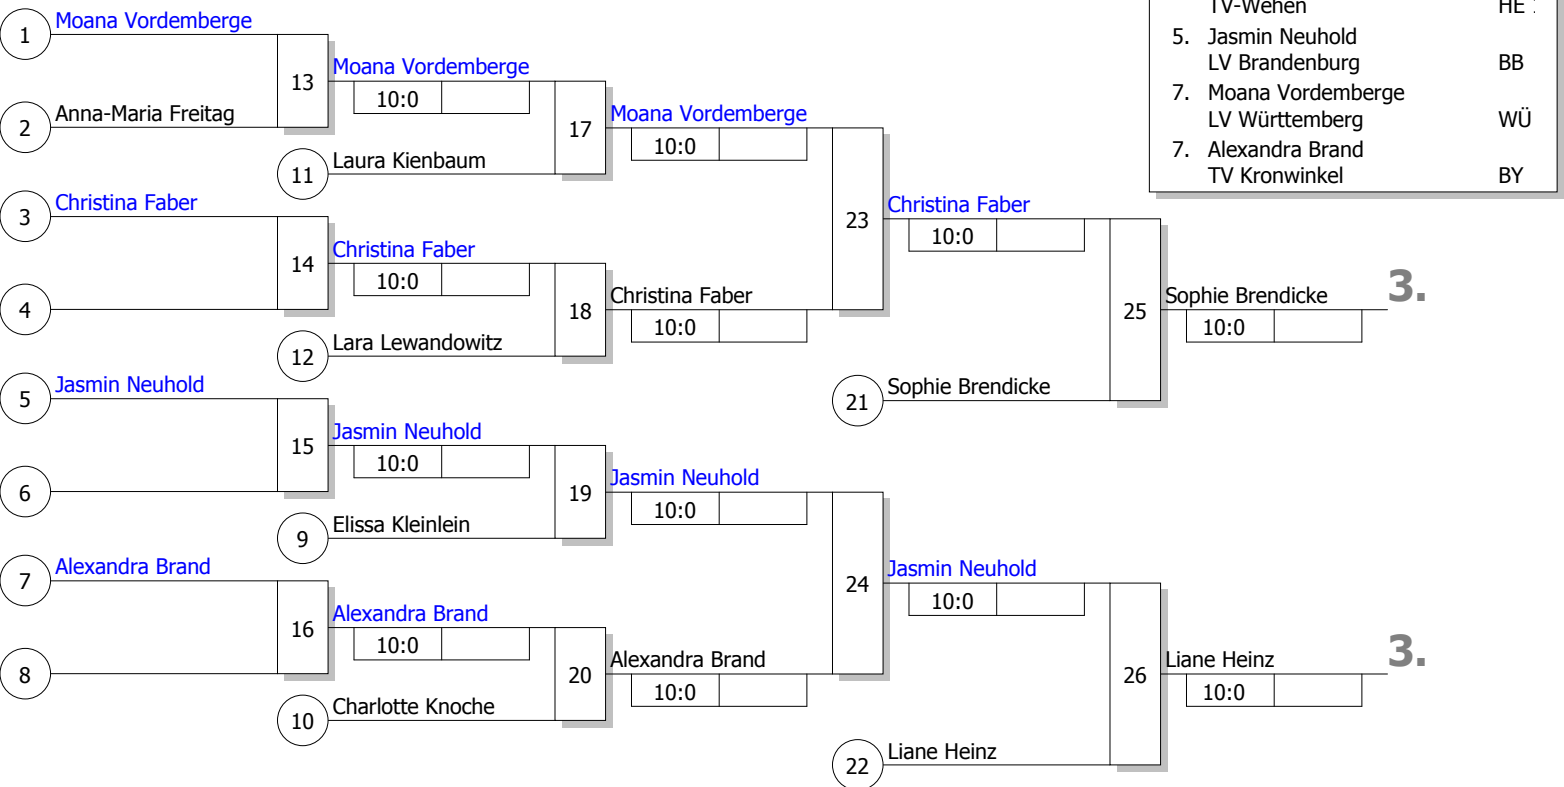 TV-Wehen HE
5. Jasmin Neuhold
LV Brandenburg BB
7. Moana Vordemberge
LV Württemberg WÜ
7. Alexandra Brand
TV Kronwinkel BY
1 Moana Vordemberge
13
Moana Vordemberge
10:0
2 Anna-Maria Freitag
17
Moana Vordemberge
10:0
11 Laura Kienbaum
3 Christina Faber
23
Christina Faber
10:0
14
Christina Faber
10:0
4
18
Christina Faber
10:0
25
Sophie Brendicke
10:0
3.
12 Lara Lewandowitz
5 Jasmin Neuhold
21 Sophie Brendicke
15
Jasmin Neuhold
10:0
6
19
Jasmin Neuhold
10:0
9 Elissa Kleinlein
7 Alexandra Brand
24
Jasmin Neuhold
10:0
16
Alexandra Brand
10:0
8
20
Alexandra Brand
10:0
26
Liane Heinz
10:0
3.
10 Charlotte Knoche
22 Liane Heinz